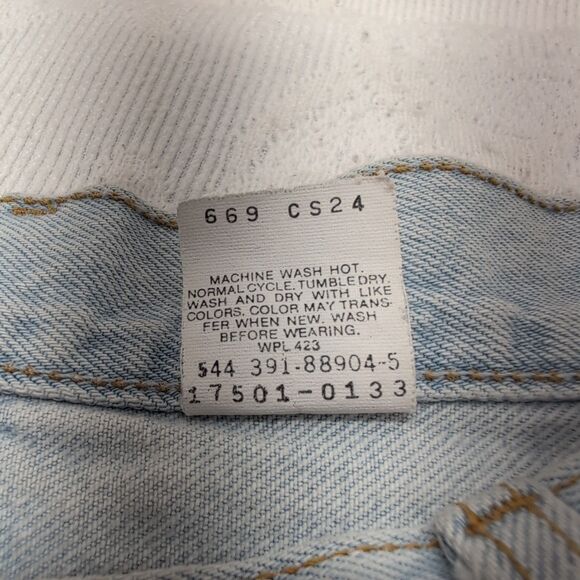 669 CS24
MACHINE WASH HOT.
NORMAL CYCLE. TUMBLE DRY.
WASH AND DRY WITH LIKE
COLORS. COLOR MAY TRANS-
FER WHEN NEW. WASH
BEFORE WEARING.
WPL 423
544 391-88904-5
17501-0133